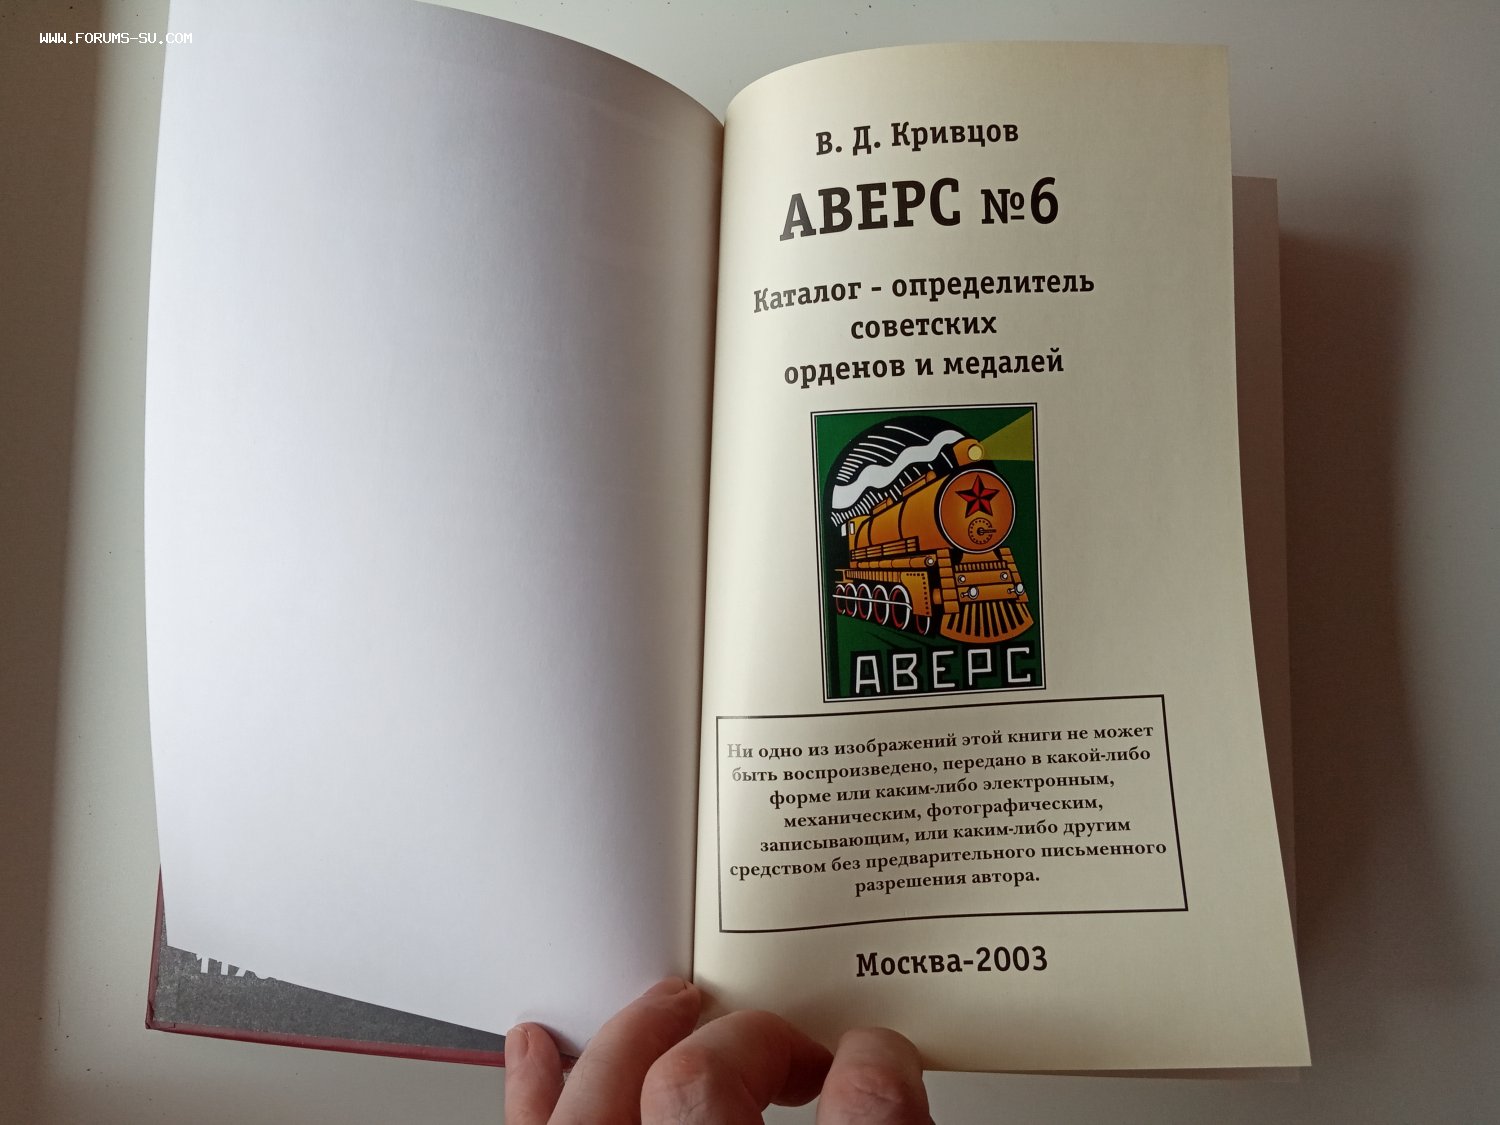 WWW.FORUMS-SU.COM
В. Д. Кривцов
АВЕРС №6
Каталог - определитель
советских
орденов и медалей
АВЕРС
Ни одно из изображений этой книги не может
быть воспроизведено, передано в какой-либо
форме или каким-либо электронным,
механическим, фотографическим,
записывающим, или каким-либо другим
средством без предварительного письменного
разрешения автора.
Москва-2003